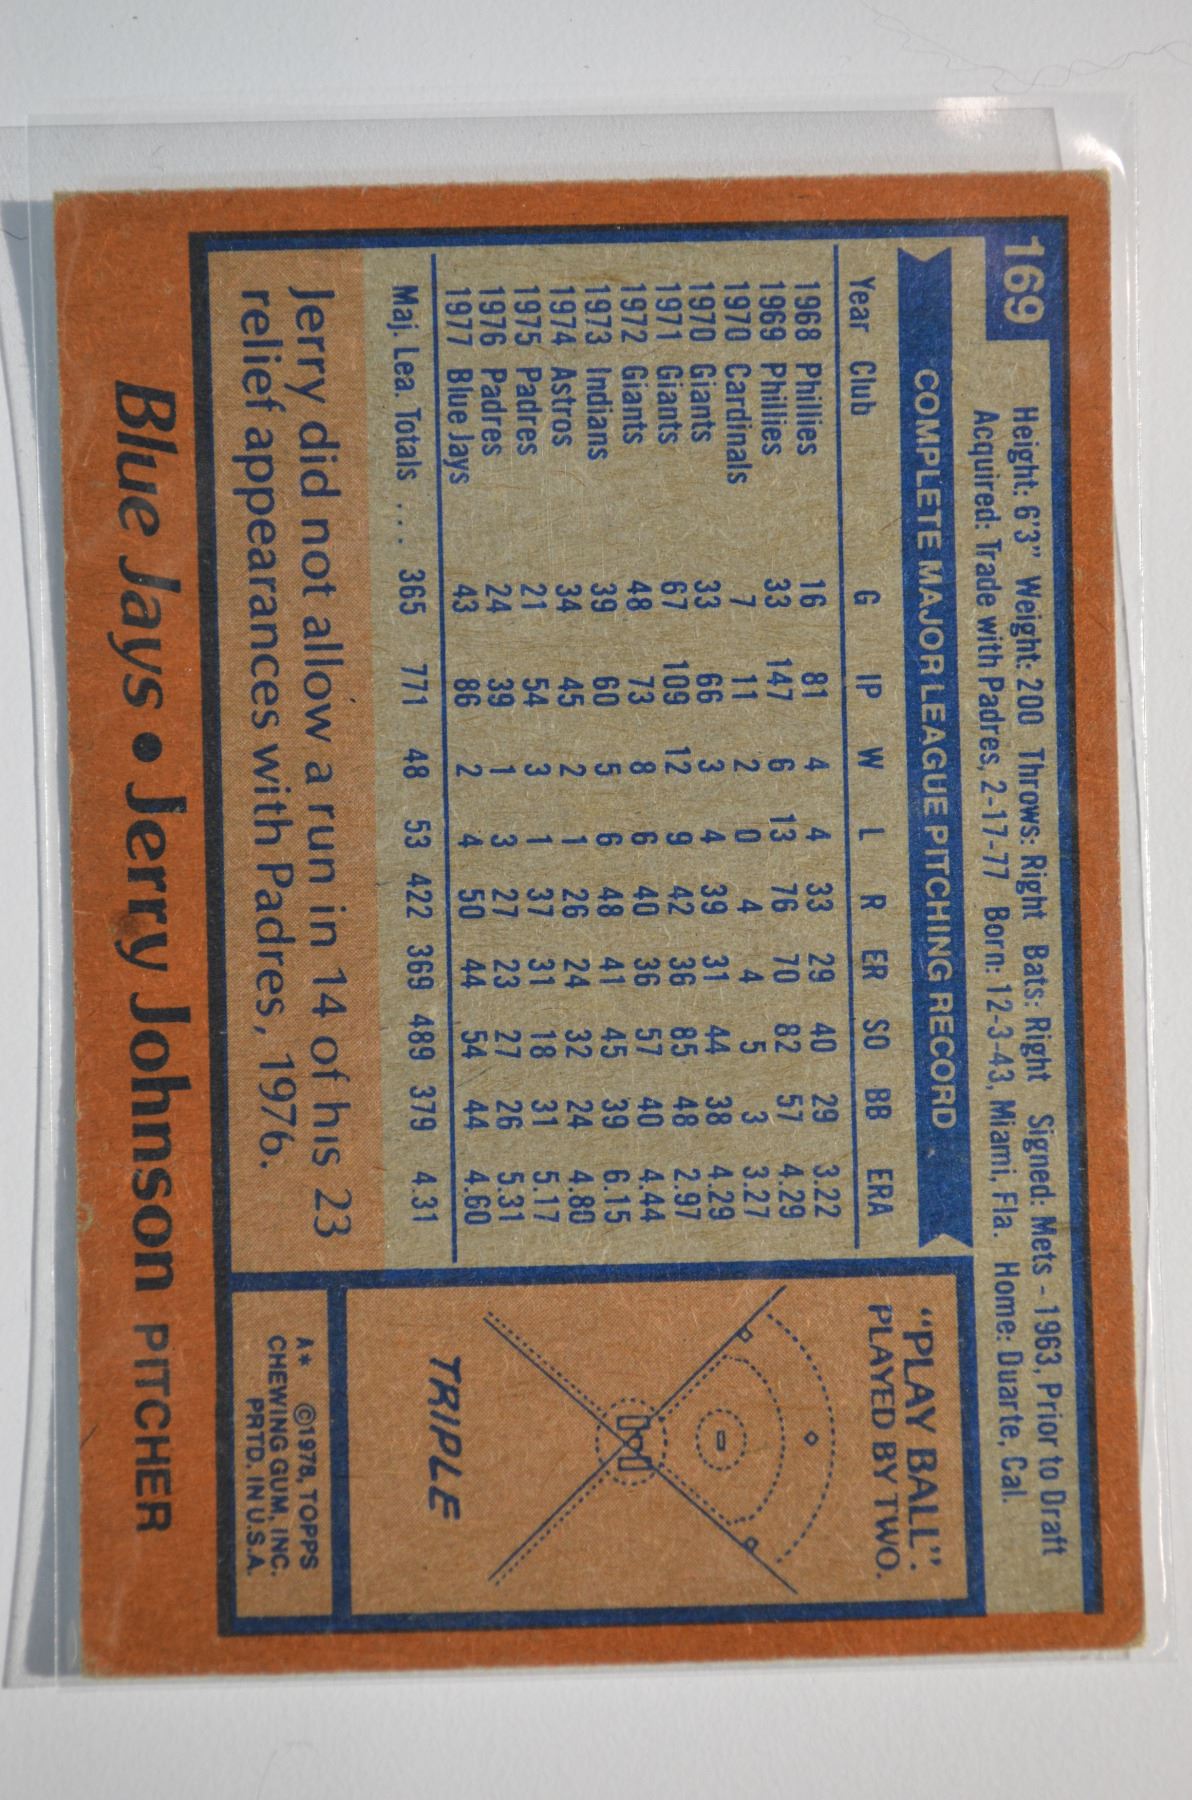 169
Height: 6'3" Weight: 200 Throws: Right Bats: Right Signed: Mets - 1963, Prior to Draft
Acquired: Trade with Padres, 2-17-77 Born: 12-3-43, Miami, Fla. Home: Duarte, Cal.
COMPLETE MAJOR LEAGUE PITCHING RECORD
Year Club G IP W L R ER SO BB ERA
1968 Phillies 16 81 4 4 33 29 40 29 3.22
1969 Phillies 33 147 6 13 76 70 82 57 4.29
1970 Cardinals 7 11 2 0 4 4 5 3 3.27
1970 Giants 33 66 3 4 39 31 44 38 4.29
1971 Giants 67 109 12 9 42 36 85 48 2.97
1972 Giants 48 73 8 6 40 36 57 40 4.44
1973 Indians 39 60 5 6 48 41 45 39 6.15
1974 Astros 34 45 2 1 26 24 32 24 4.80
1975 Padres 21 54 3 1 37 31 18 31 5.17
1976 Padres 24 39 1 3 27 23 27 26 5.31
1977 Blue Jays 43 86 2 4 50 44 54 44 4.60
Maj. Lea. Totals ... 365 771 48 53 422 369 489 379 4.31
Jerry did not allow a run in 14 of his 23
relief appearances with Padres, 1976.
"PLAY BALL":
PLAYED BY TWO.
TRIPLE
A* ©1978, TOPPS
CHEWING GUM, INC.
PRTD. IN U.S.A.
Blue Jays • Jerry Johnson PITCHER